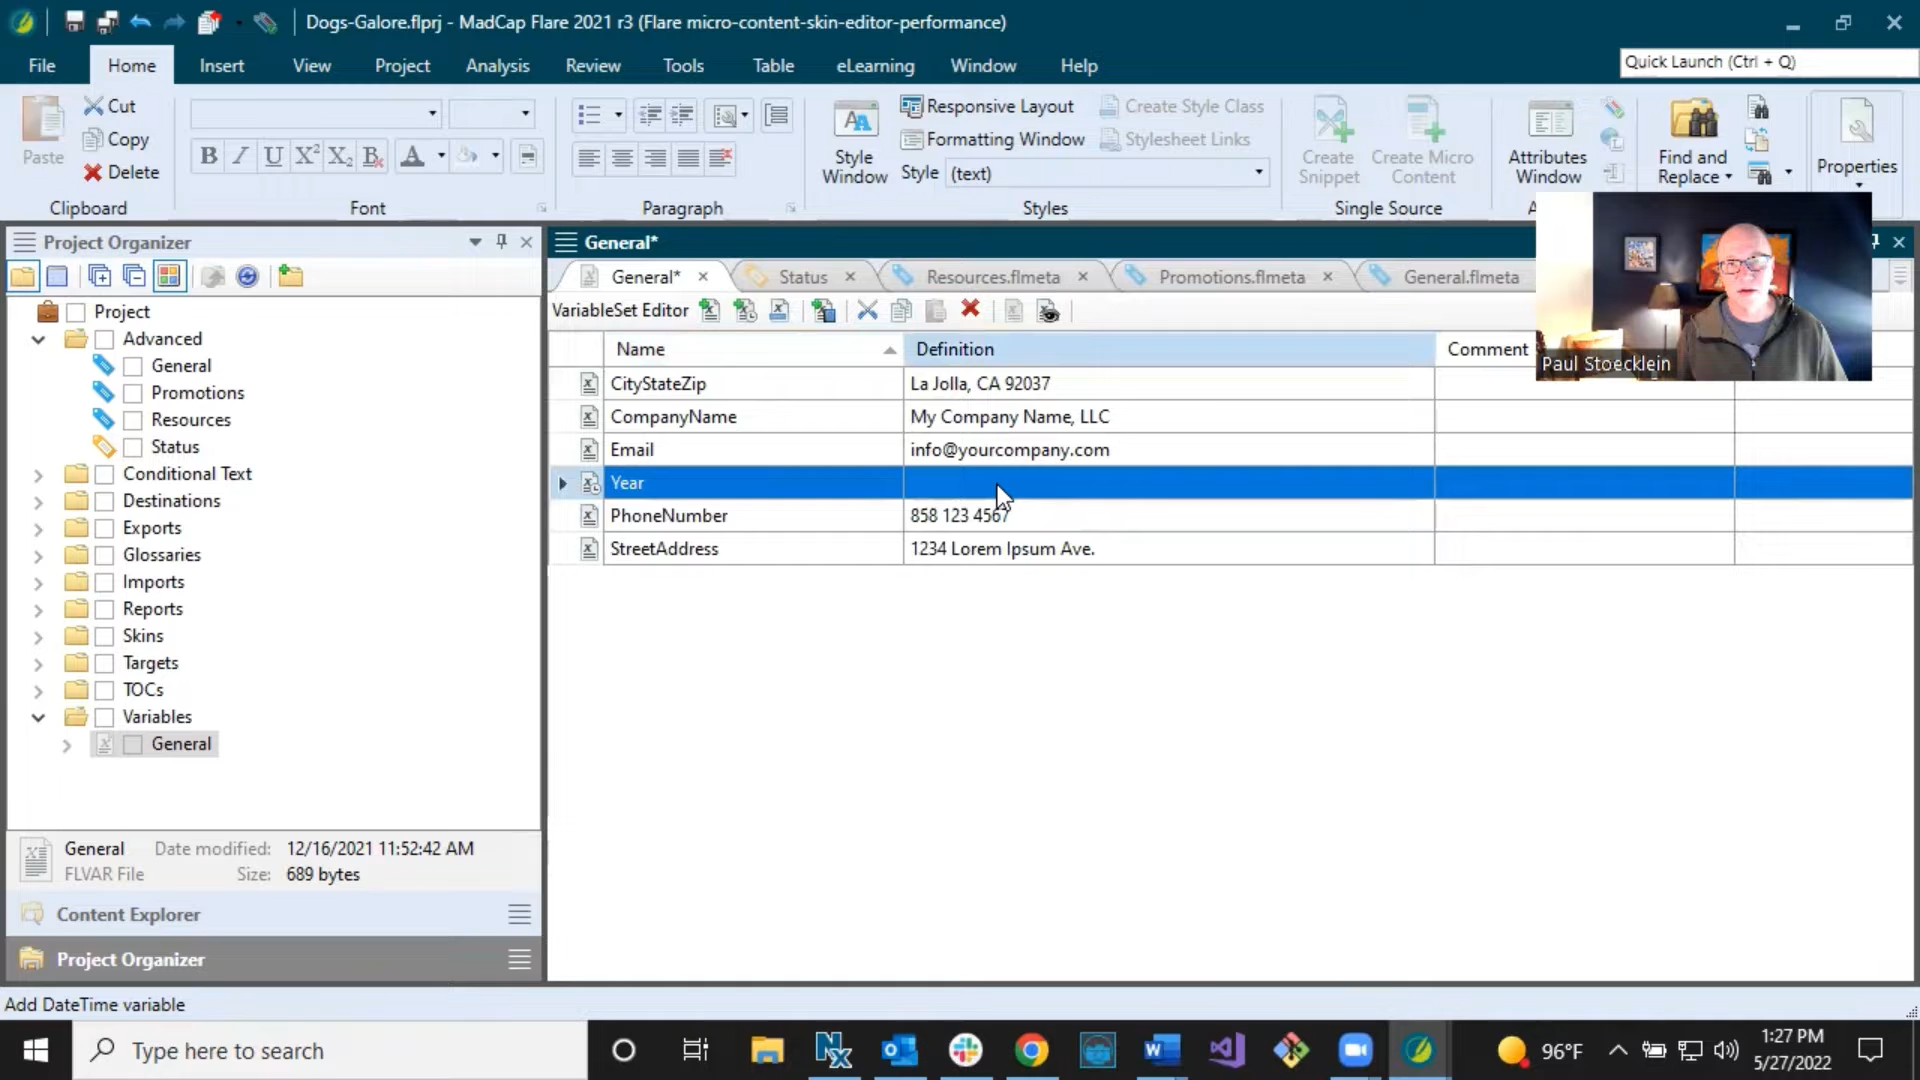 Dogs-Galore.flprj - MadCap Flare 2021 r3 (Flare micro-content-skin-editor-performance)
File Home Insert View Project Analysis Review Tools Table eLearning Window Help
Quick Launch (Ctrl + Q)
Paste
Cut
Copy
Delete
Clipboard
B I U X² X₂ B A
Font
Paragraph
Style Window
Responsive Layout
Formatting Window
Create Style Class
Stylesheet Links
Style (text)
Styles
Create Snippet
Create Micro Content
Single Source
Attributes Window
Find and Replace
Properties
Project Organizer
Project
Advanced
General
Promotions
Resources
Status
Conditional Text
Destinations
Exports
Glossaries
Imports
Reports
Skins
Targets
TOCs
Variables
General
General Date modified: 12/16/2021 11:52:42 AM
FLVAR File Size: 689 bytes
Content Explorer
Project Organizer
General*
General* Status Resources.flmeta Promotions.flmeta General.flmeta
VariableSet Editor
Name Definition Comment
CityStateZip La Jolla, CA 92037
CompanyName My Company Name, LLC
Email info@yourcompany.com
Year
PhoneNumber 858 123 4567
StreetAddress 1234 Lorem Ipsum Ave.
Paul Stoecklein
Add DateTime variable
Type here to search
96°F
1:27 PM
5/27/2022